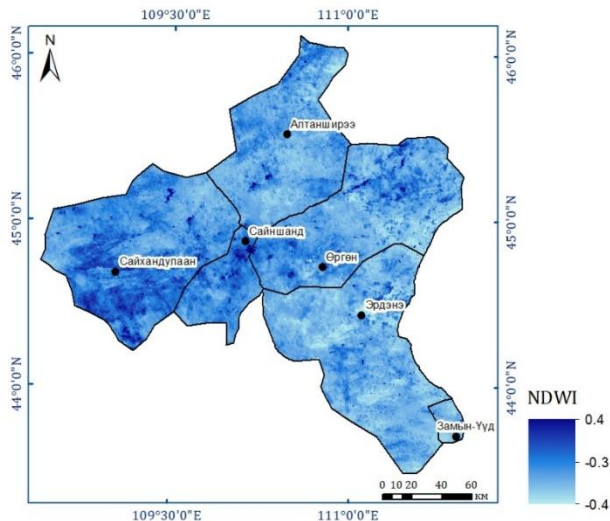 109°30'0"E 111°0'0"E
46°0'0"N 46°0'0"N
N
Алтанширээ
45°0'0"N 45°0'0"N
Сайншанд
Сайхандулаан
Өргөн
Эрдэнэ
44°0'0"N 44°0'0"N
NDWI
0.4
-0.3
-0.4
Замын-Үүд
0 10 20 40 60
КМ
109°30'0"E 111°0'0"E